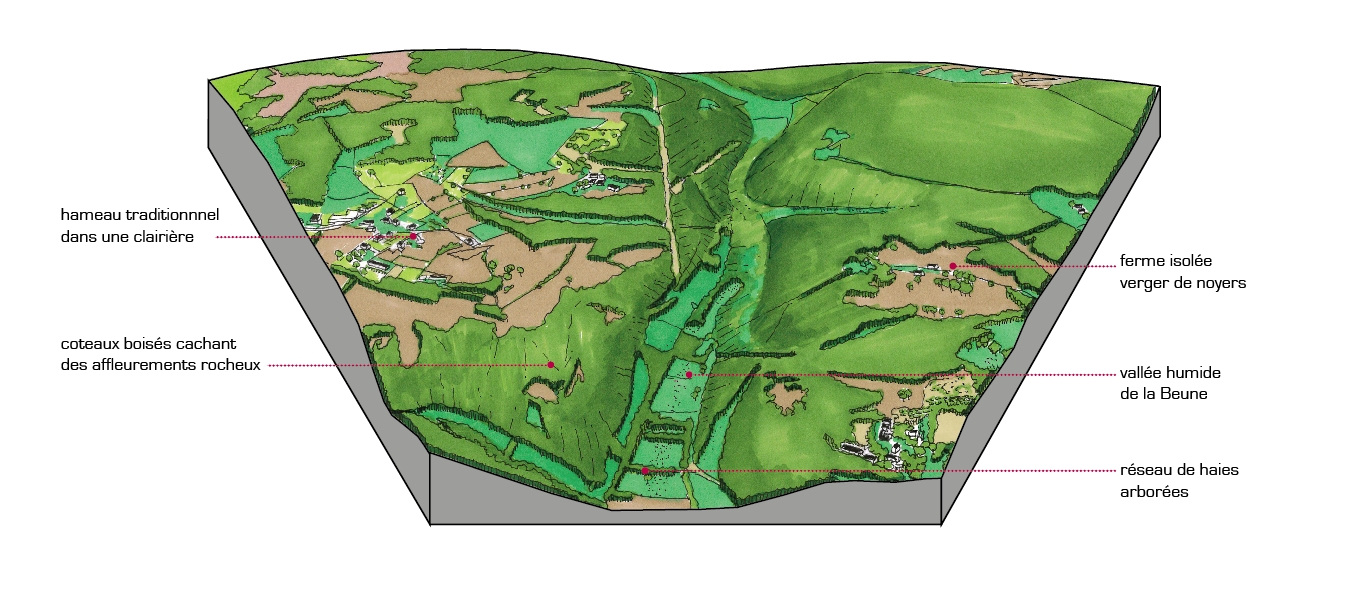 hameau traditionnnel
dans une clairière
coteaux boisés cachant
des affleurements rocheux
ferme isolée
verger de noyers
vallée humide
de la Beune
réseau de haies
arborées